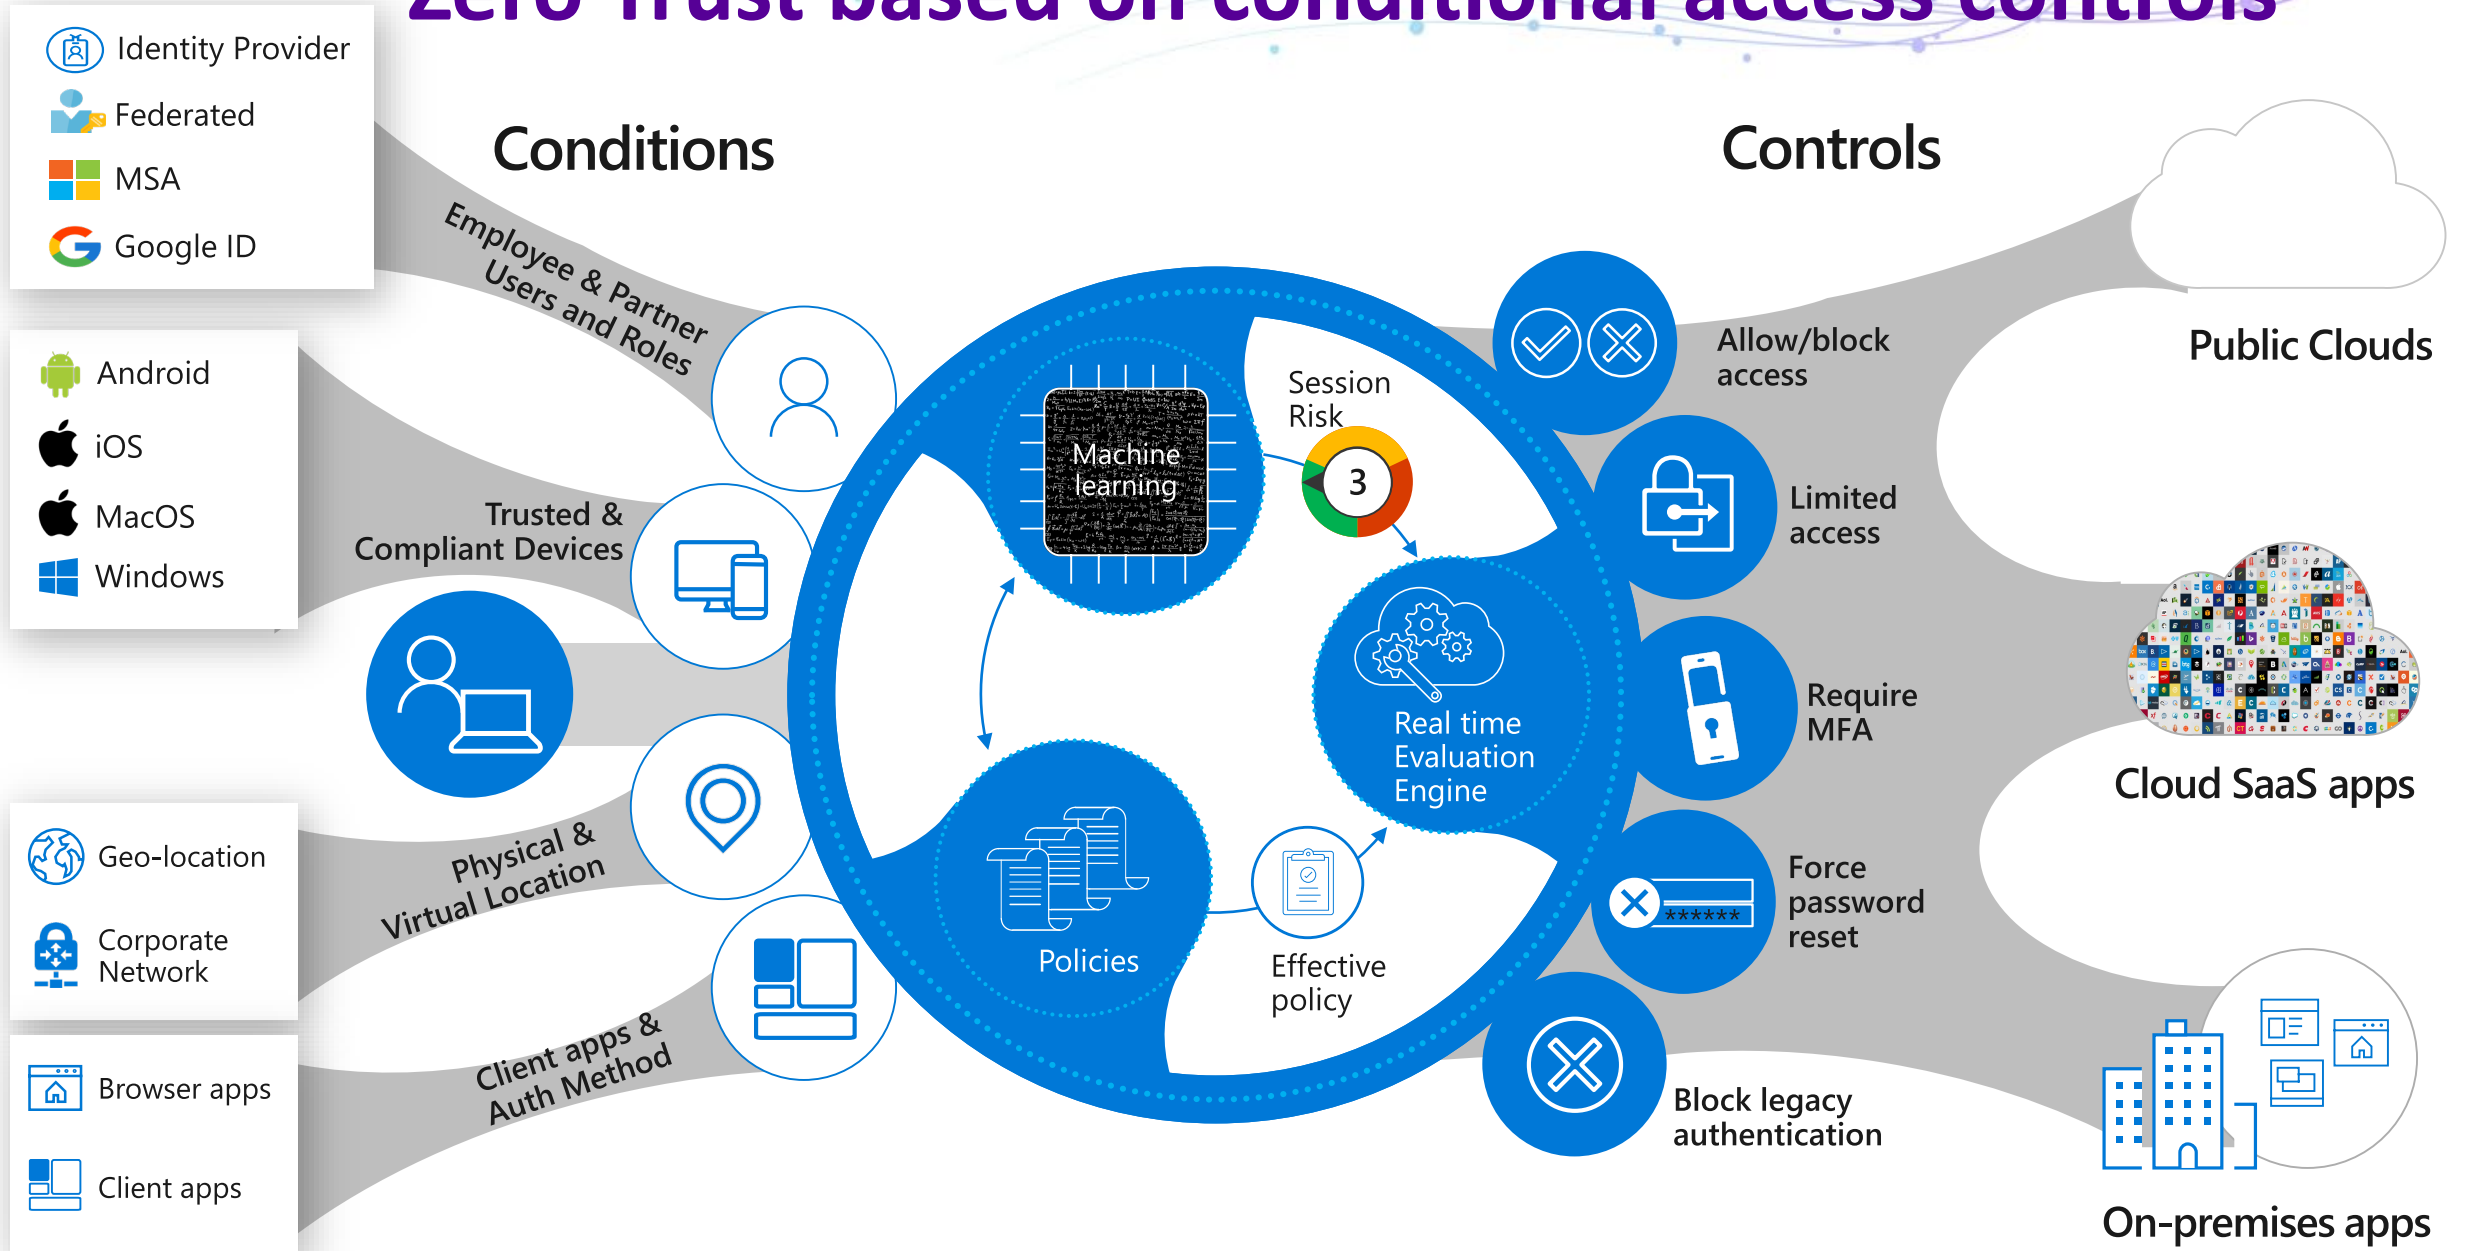 Zero Trust based on conditional access controls
Identity Provider
Federated
MSA
Google ID
Android
iOS
MacOS
Windows
Geo-location
Corporate
Network
Browser apps
Client apps
Conditions
Employee & Partner
Users and Roles
Trusted &
Compliant Devices
Physical &
Virtual Location
Client apps &
Auth Method
Machine
learning
Session
Risk
3
Real time
Evaluation
Engine
Policies
Effective
policy
Controls
Allow/block
access
Limited
access
Require
MFA
Force
password
reset
******
Block legacy
authentication
Public Clouds
Cloud SaaS apps
On-premises apps